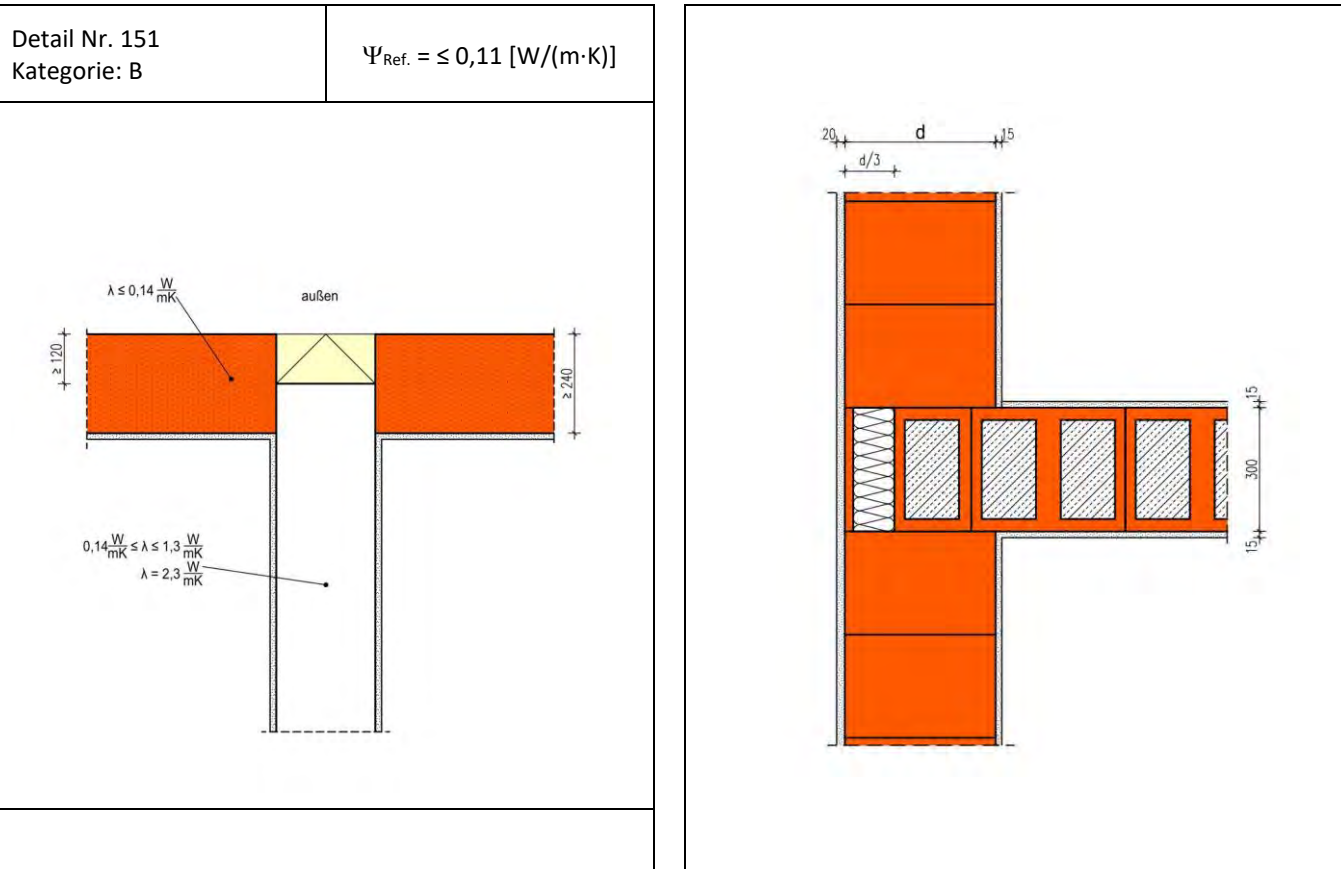 Detail Nr. 151
Kategorie: B
ΨRef. = ≤ 0,11 [W/(m·K)]
λ ≤ 0,14 W/mK
außen
≥ 120
≥ 240
0,14 W/mK ≤ λ ≤ 1,3 W/mK
λ = 2,3 W/mK
20
d
15
d/3
15
300
15